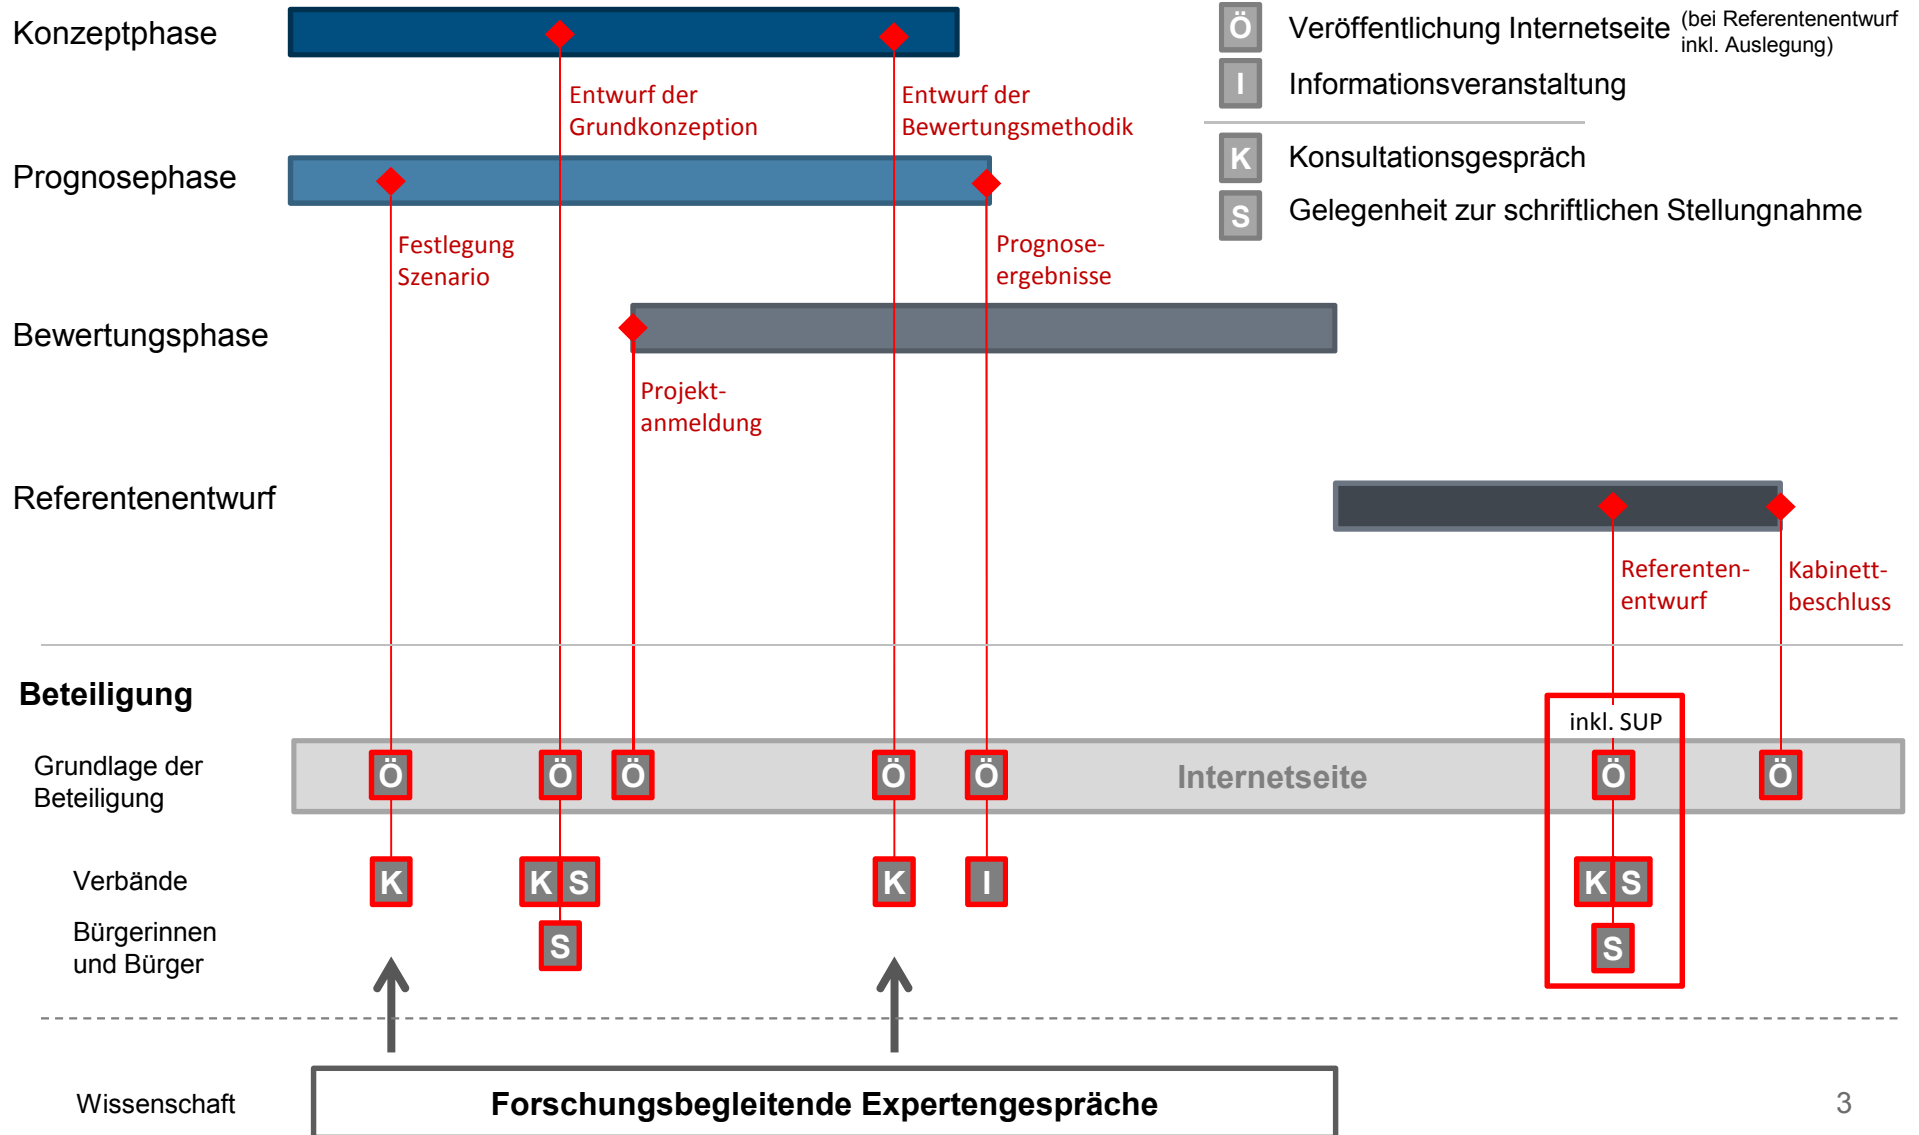 Konzeptphase
Ö Veröffentlichung Internetseite (bei Referentenentwurf
inkl. Auslegung)
I Informationsveranstaltung
Entwurf der
Grundkonzeption
Entwurf der
Bewertungsmethodik
K Konsultationsgespräch
Prognosephase
S Gelegenheit zur schriftlichen Stellungnahme
Festlegung
Szenario
Prognose-
ergebnisse
Bewertungsphase
Projekt-
anmeldung
Referentenentwurf
Referenten-
entwurf
Kabinett-
beschluss
Beteiligung
inkl. SUP
Grundlage der
Beteiligung
Ö Ö Ö Ö Ö Internetseite Ö Ö
Verbände K K S K I K S
Bürgerinnen
und Bürger
S S
Wissenschaft Forschungsbegleitende Expertengespräche 3